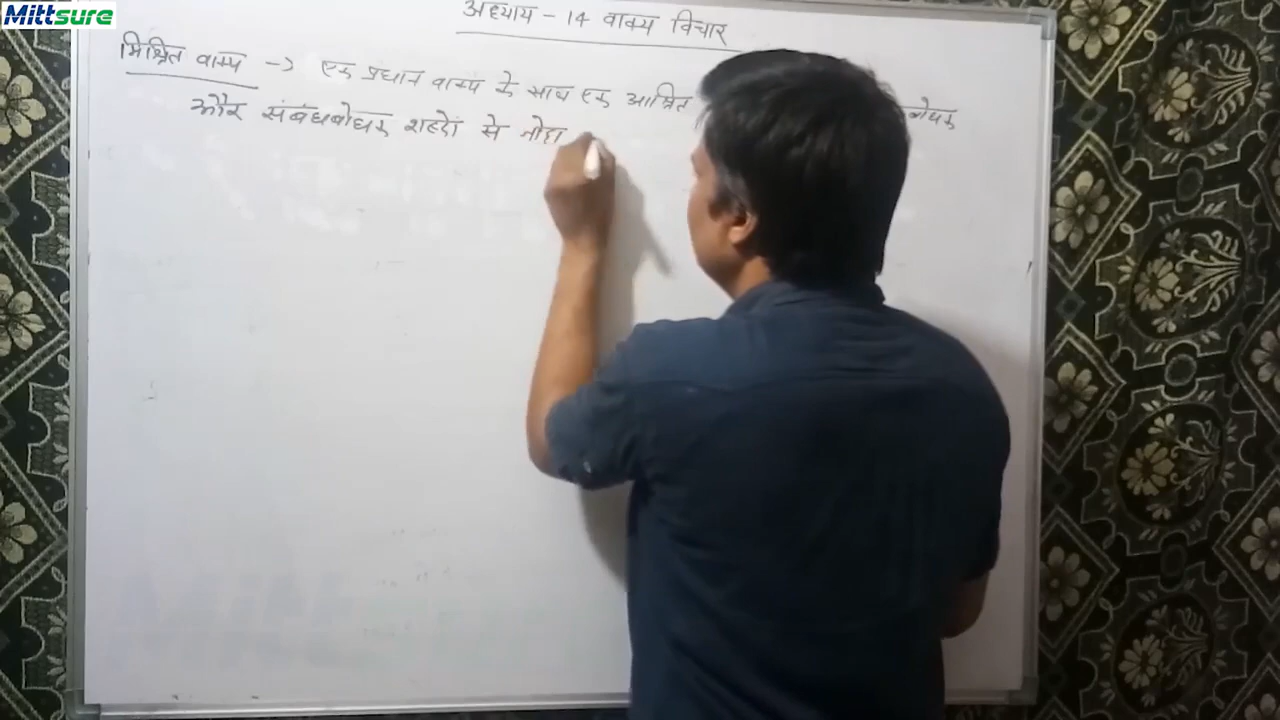 Mittsure
अध्याय - 14 वाक्य विचार
मिश्रित वाक्य -> एक प्रधान वाक्य के साथ एक आश्रित
और संबंधबोधक शब्दों से जोड़ा